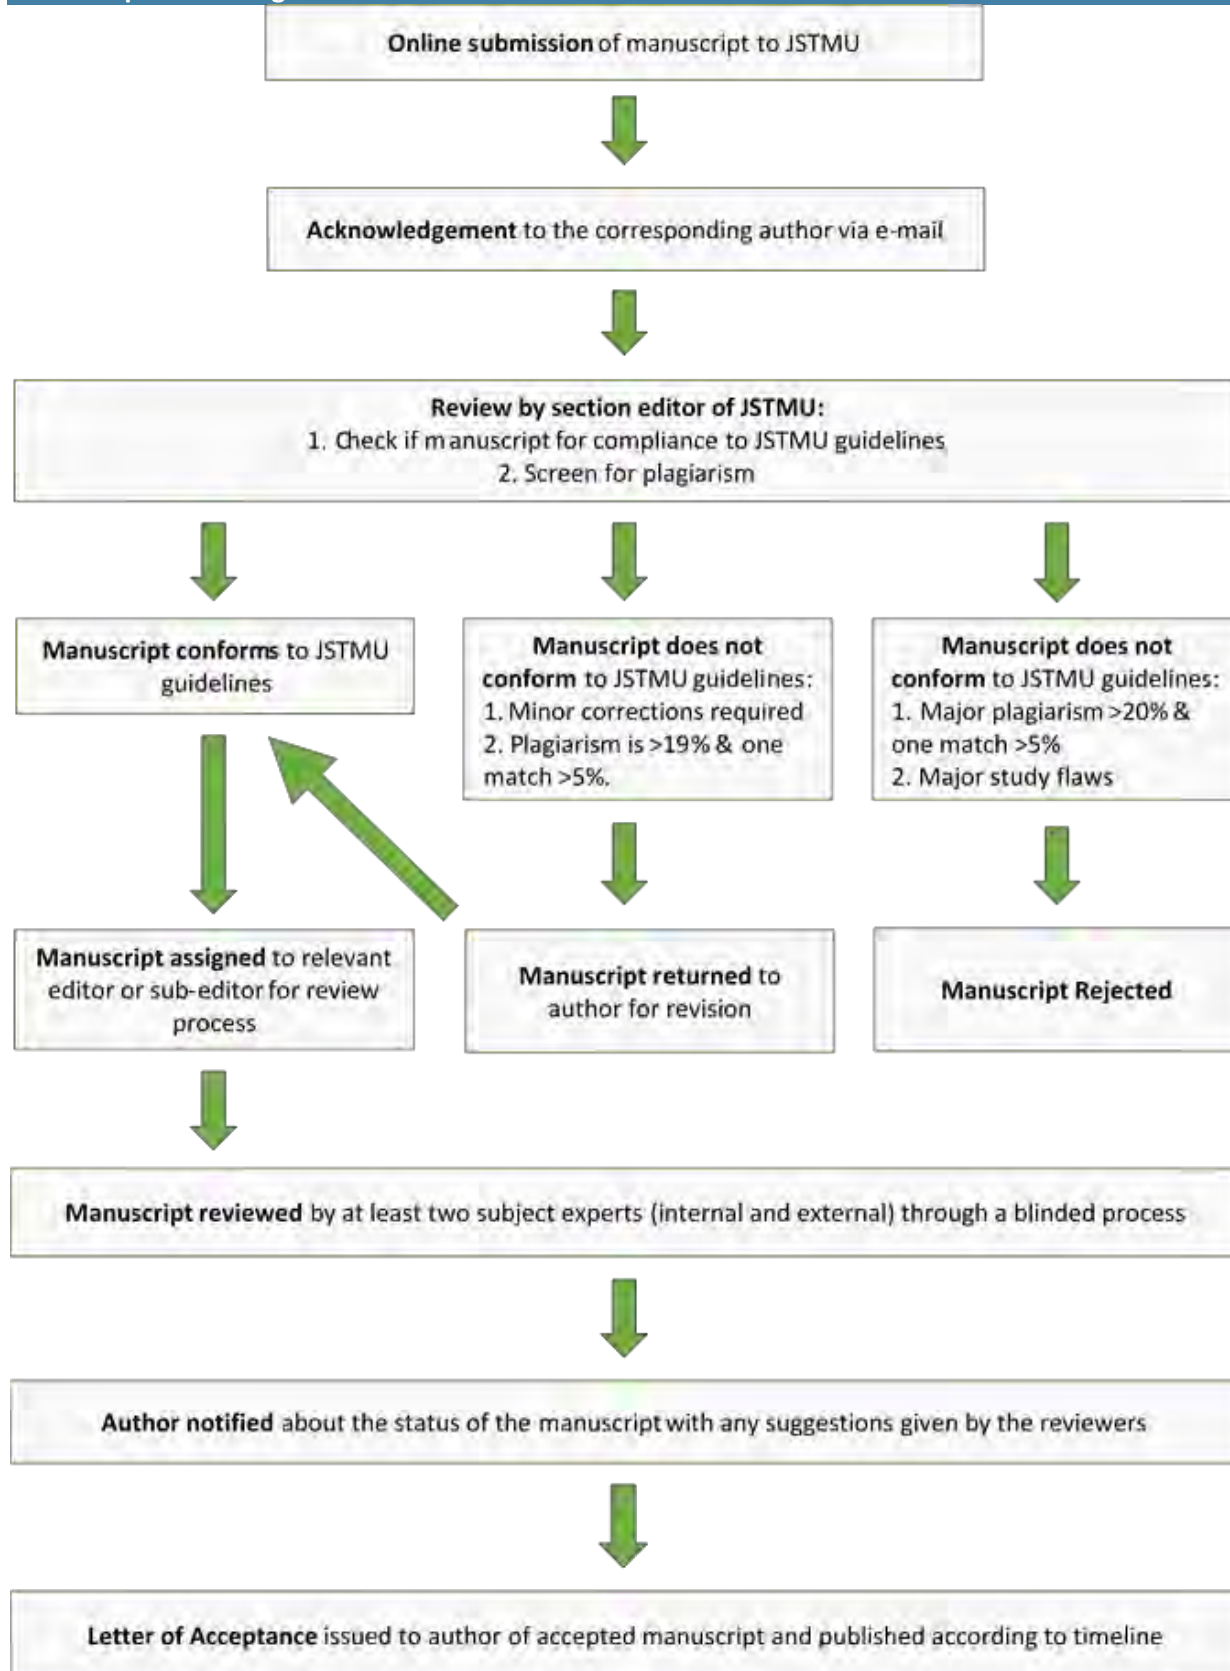 Online submission of manuscript to JSTMU
Acknowledgement to the corresponding author via e-mail
Review by section editor of JSTMU:
1. Check if manuscript for compliance to JSTMU guidelines
2. Screen for plagiarism
Manuscript conforms to JSTMU
guidelines
Manuscript does not
conform to JSTMU guidelines:
1. Minor corrections required
2. Plagiarism is >19% & one
match >5%.
Manuscript does not
conform to JSTMU guidelines:
1. Major plagiarism >20% &
one match >5%
2. Major study flaws
Manuscript assigned to relevant
editor or sub-editor for review
process
Manuscript returned to
author for revision
Manuscript Rejected
Manuscript reviewed by at least two subject experts (internal and external) through a blinded process
Author notified about the status of the manuscript with any suggestions given by the reviewers
Letter of Acceptance issued to author of accepted manuscript and published according to timeline